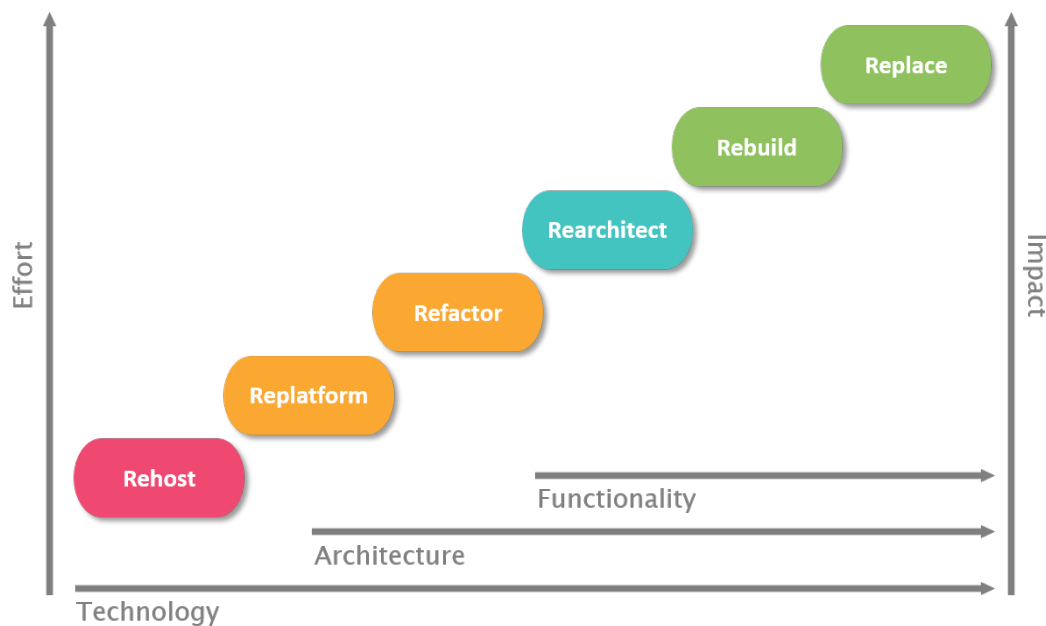 Replace
Rebuild
Rearchitect
Refactor
Replatform
Rehost
Effort
Impact
Functionality
Architecture
Technology